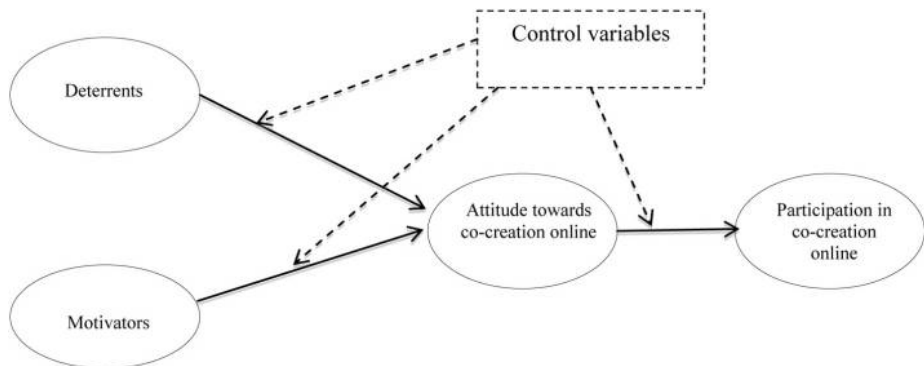 Control variables
Deterrents
Attitude towards
co-creation online
Participation in
co-creation
online
Motivators